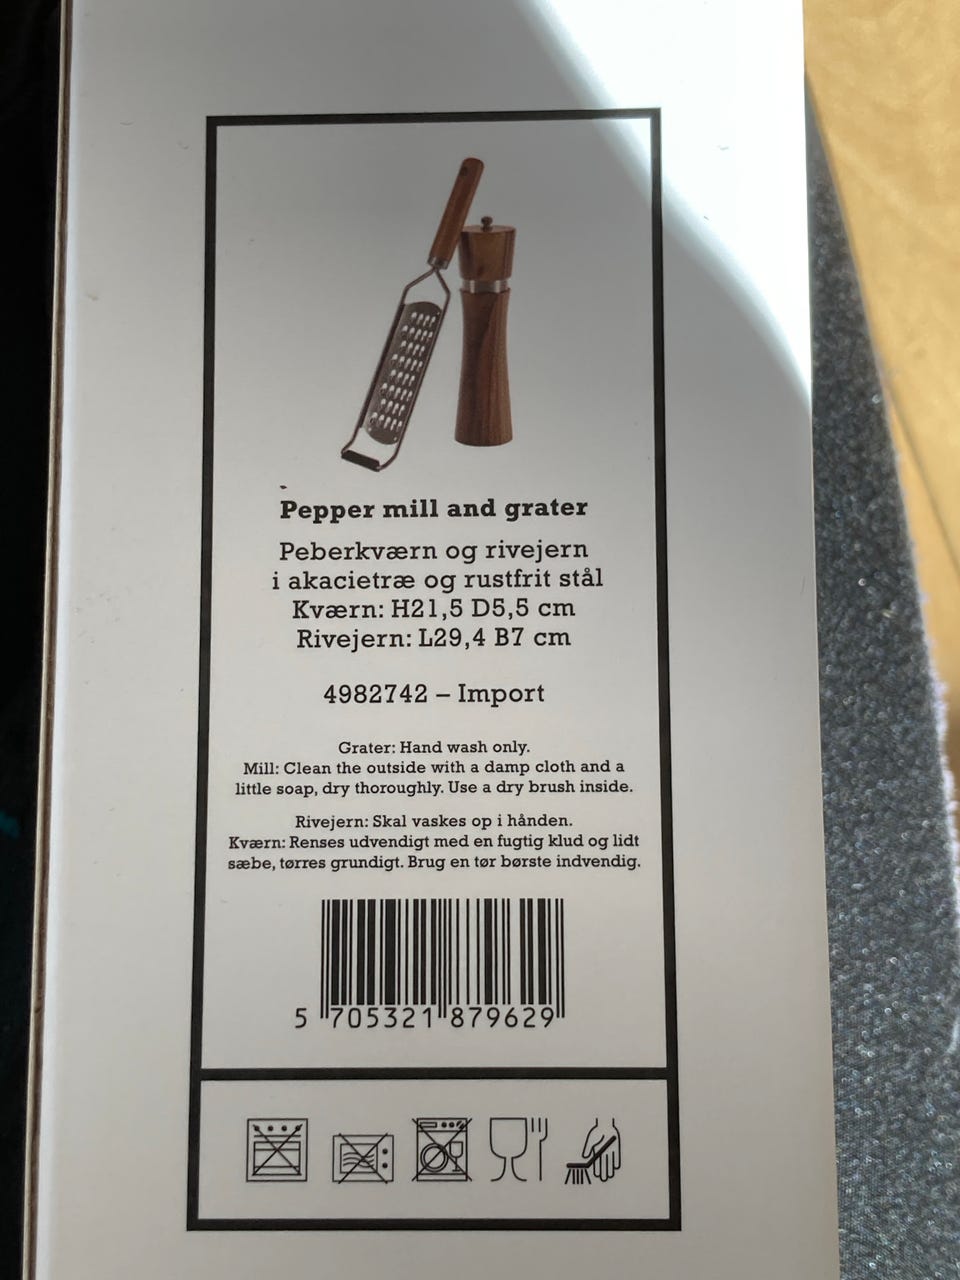 Pepper mill and grater
Peberkværn og rivejern
i akacietræ og rustfrit stål
Kværn: H21,5 D5,5 cm
Rivejern: L29,4 B7 cm
4982742 – Import
Grater: Hand wash only.
Mill: Clean the outside with a damp cloth and a
little soap, dry thoroughly. Use a dry brush inside.
Rivejern: Skal vaskes op i hånden.
Kværn: Renses udvendigt med en fugtig klud og lidt
sæbe, tørres grundigt. Brug en tør børste indvendig.
5 705321 879629